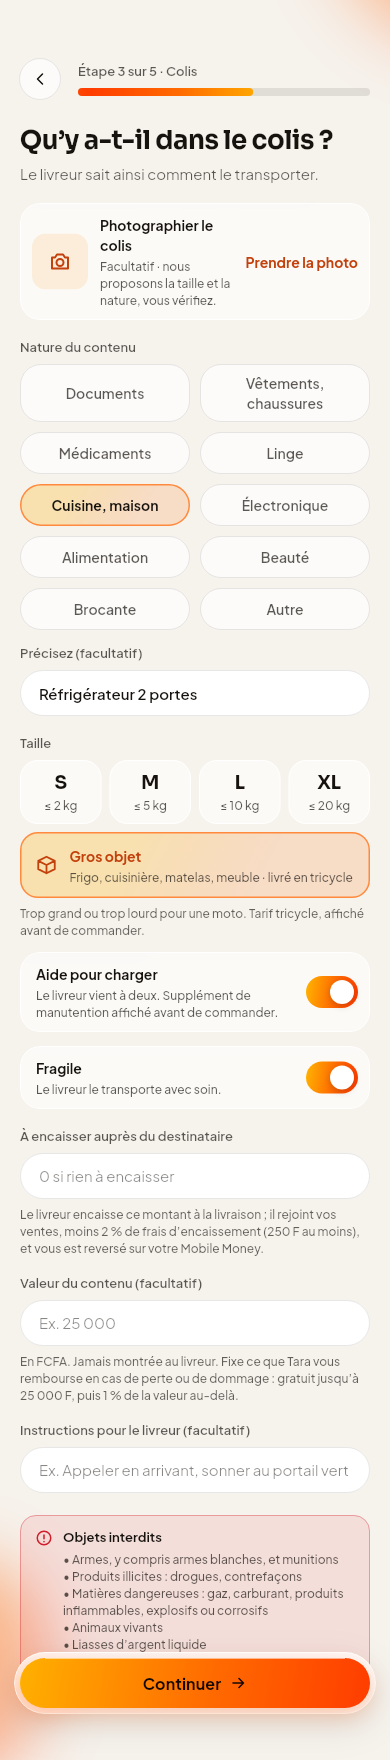 Étape 3 sur 5 · Colis
Qu’y a-t-il dans le colis ?
Le livreur sait ainsi comment le transporter.
Photographier le
colis
Facultatif · nous
proposons la taille et la
nature, vous vérifiez.
Prendre la photo
Nature du contenu
Documents
Vêtements,
chaussures
Médicaments
Linge
Cuisine, maison
Électronique
Alimentation
Beauté
Brocante
Autre
Précisez (facultatif)
Réfrigérateur 2 portes
Taille
S
≤ 2 kg
M
≤ 5 kg
L
≤ 10 kg
XL
≤ 20 kg
Gros objet
Frigo, cuisinière, matelas, meuble · livré en tricycle
Trop grand ou trop lourd pour une moto. Tarif tricycle, affiché
avant de commander.
Aide pour charger
Le livreur vient à deux. Supplément de
manutention affiché avant de commander.
Fragile
Le livreur le transporte avec soin.
À encaisser auprès du destinataire
0 si rien à encaisser
Le livreur encaisse ce montant à la livraison ; il rejoint vos
ventes, moins 2 % de frais d’encaissement (250 F au moins),
et vous est reversé sur votre Mobile Money.
Valeur du contenu (facultatif)
Ex. 25 000
En FCFA. Jamais montrée au livreur. Fixe ce que Tara vous
rembourse en cas de perte ou de dommage : gratuit jusqu’à
25 000 F, puis 1 % de la valeur au-delà.
Instructions pour le livreur (facultatif)
Ex. Appeler en arrivant, sonner au portail vert
Objets interdits
• Armes, y compris armes blanches, et munitions
• Produits illicites : drogues, contrefaçons
• Matières dangereuses : gaz, carburant, produits
inflammables, explosifs ou corrosifs
• Animaux vivants
• Liasses d’argent liquide
Continuer →